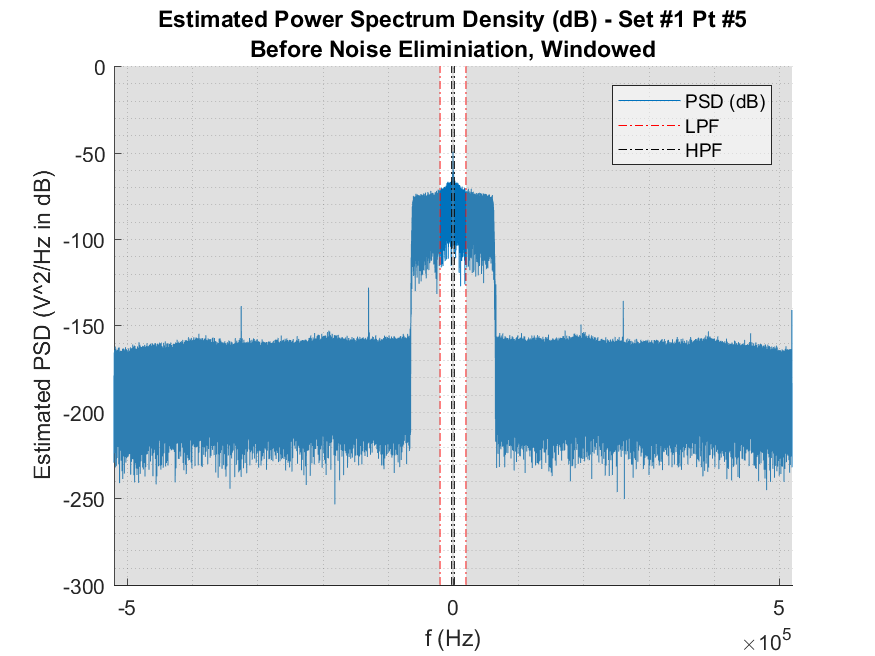 Estimated Power Spectrum Density (dB) - Set #1 Pt #5
Before Noise Eliminiation, Windowed
0
-50
-100
-150
-200
-250
-300
Estimated PSD (V^2/Hz in dB)
PSD (dB)
LPF
HPF
-5
0
5
×10^5
f (Hz)